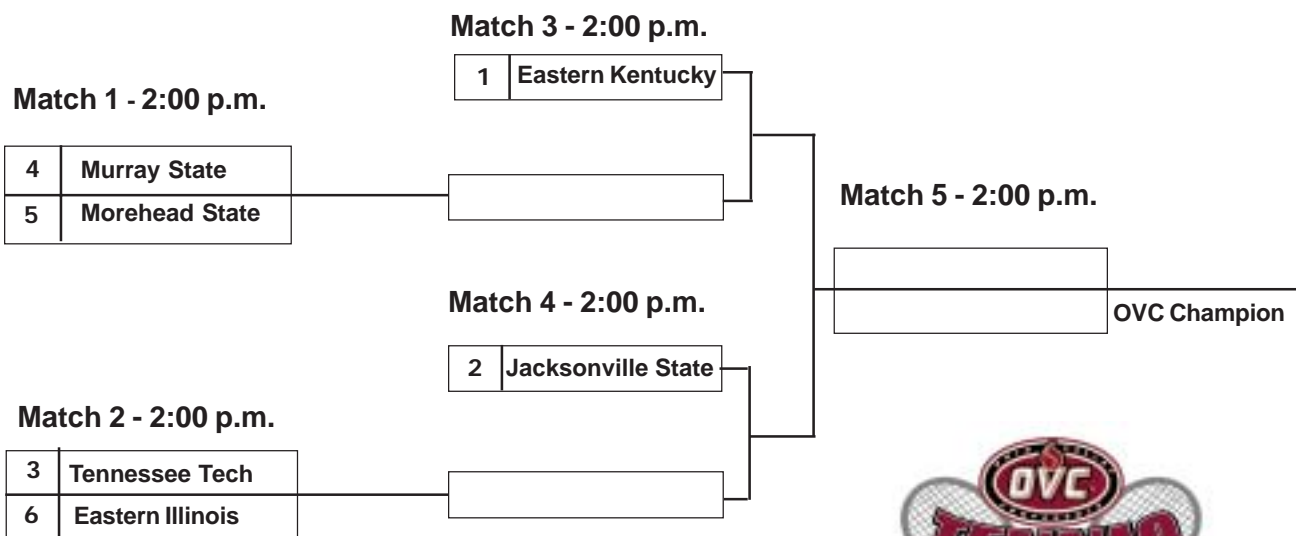 Match 3 - 2:00 p.m.
1 Eastern Kentucky
Match 1 - 2:00 p.m.
4 Murray State
5 Morehead State
Match 5 - 2:00 p.m.
Match 4 - 2:00 p.m.
OVC Champion
2 Jacksonville State
Match 2 - 2:00 p.m.
3 Tennessee Tech
6 Eastern Illinois
OVC